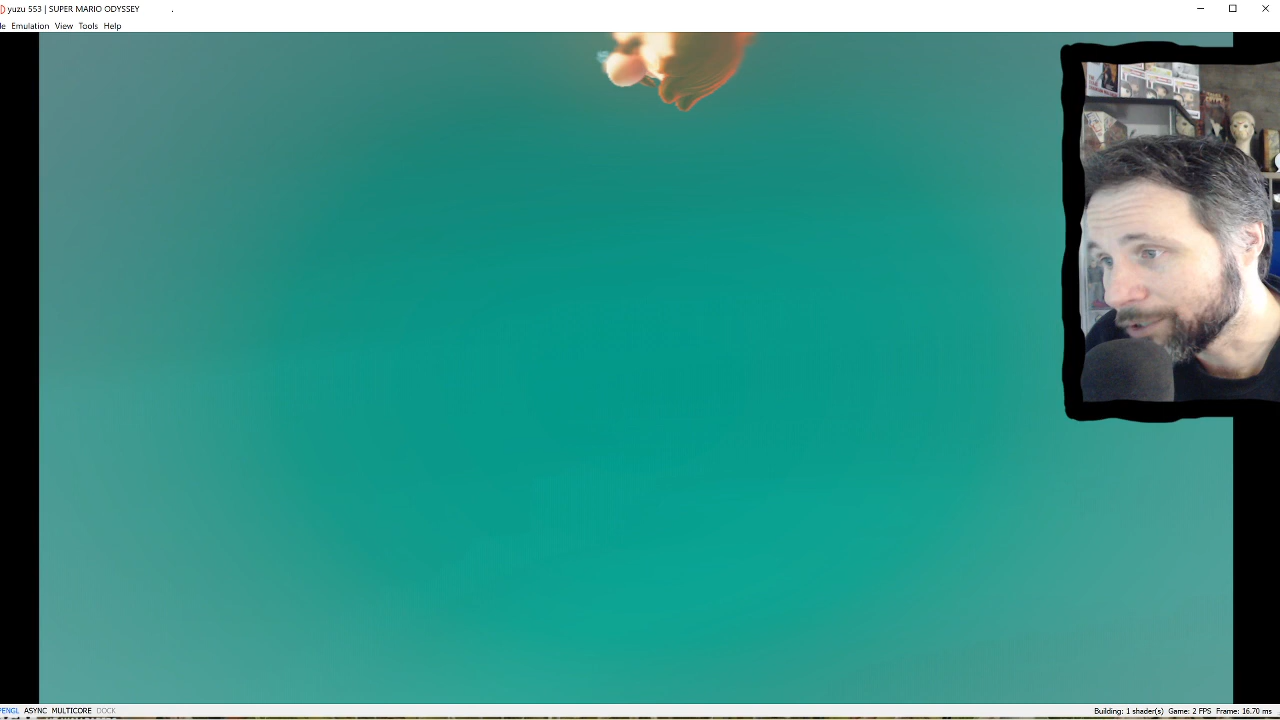 yuzu 553 | SUPER MARIO ODYSSEY
Emulation View Tools Help
ASYNC MULTICORE DOCK
Building: 1 shader(s) Game: 2 FPS Frame: 16.70 ms